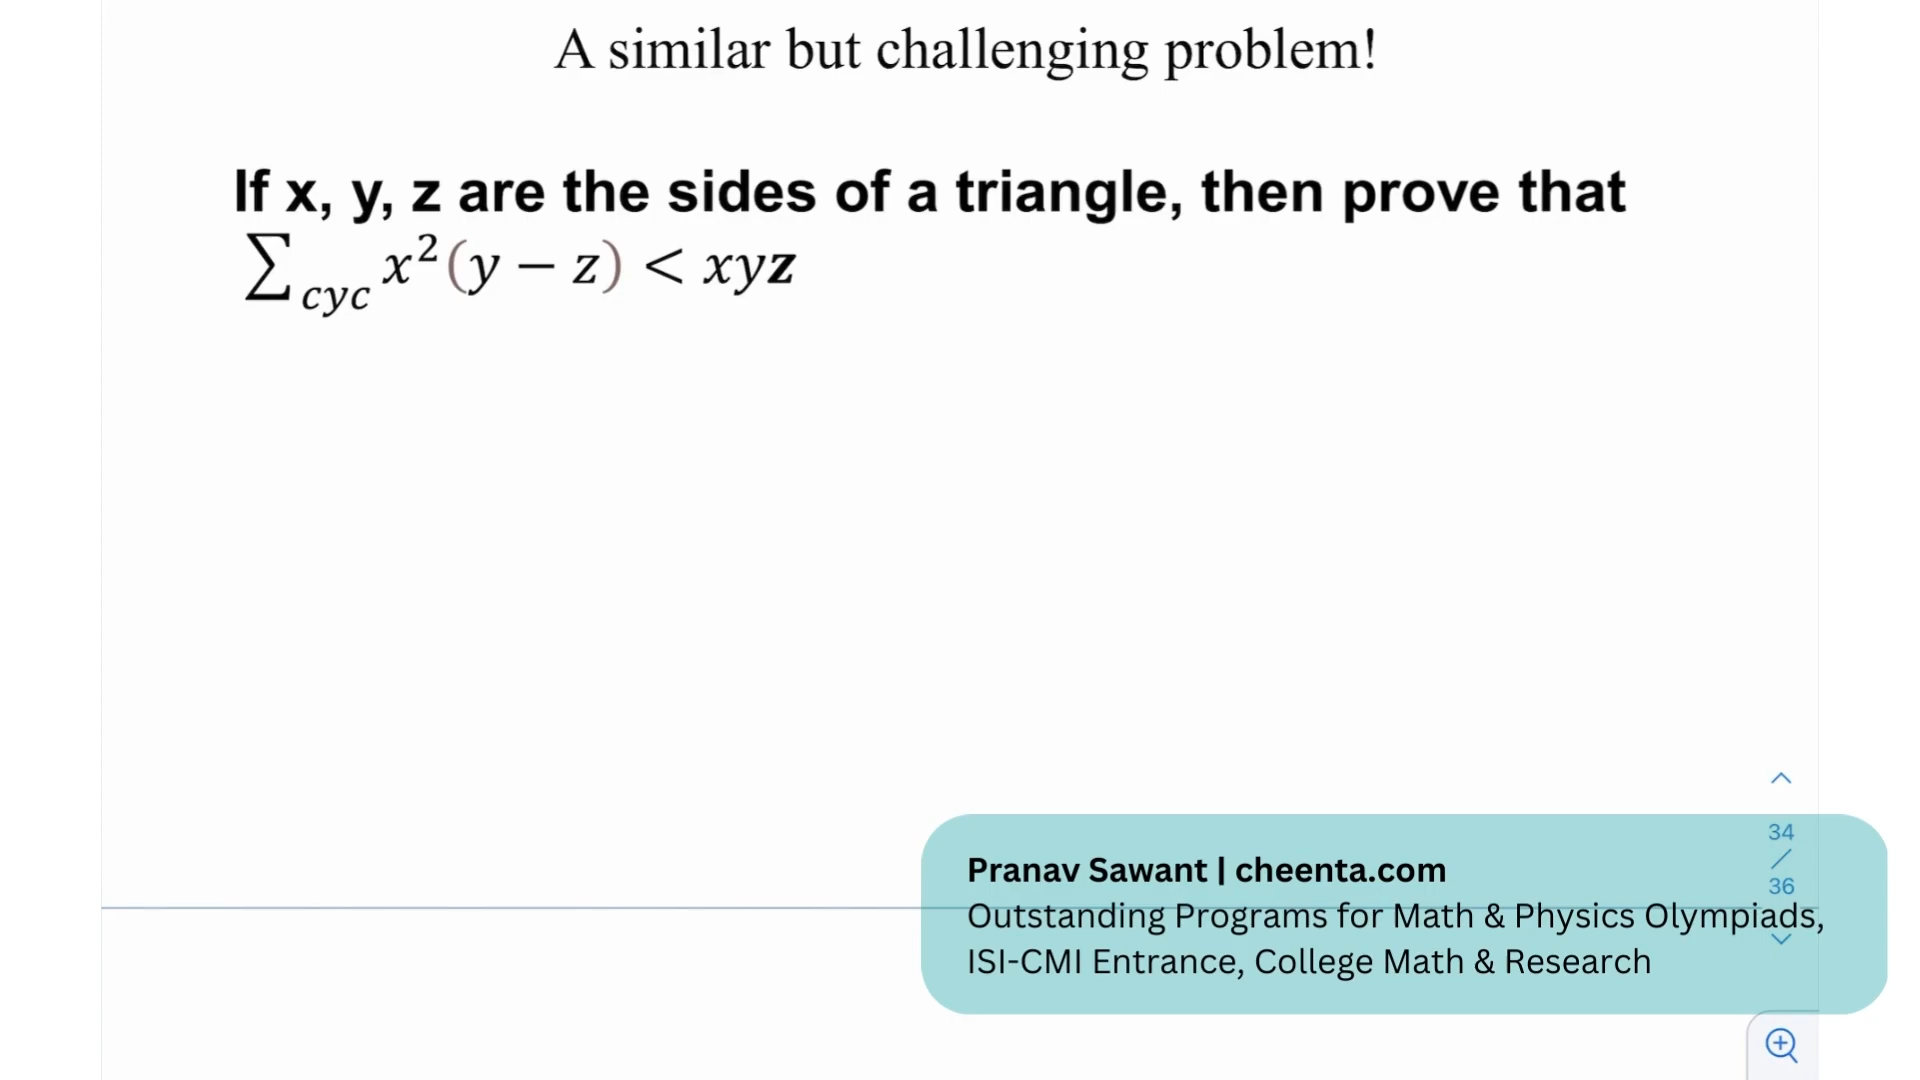 A similar but challenging problem!
If x, y, z are the sides of a triangle, then prove that
∑cyc x²(y − z) < xyz
34
/
36
Pranav Sawant | cheenta.com
Outstanding Programs for Math & Physics Olympiads,
ISI-CMI Entrance, College Math & Research